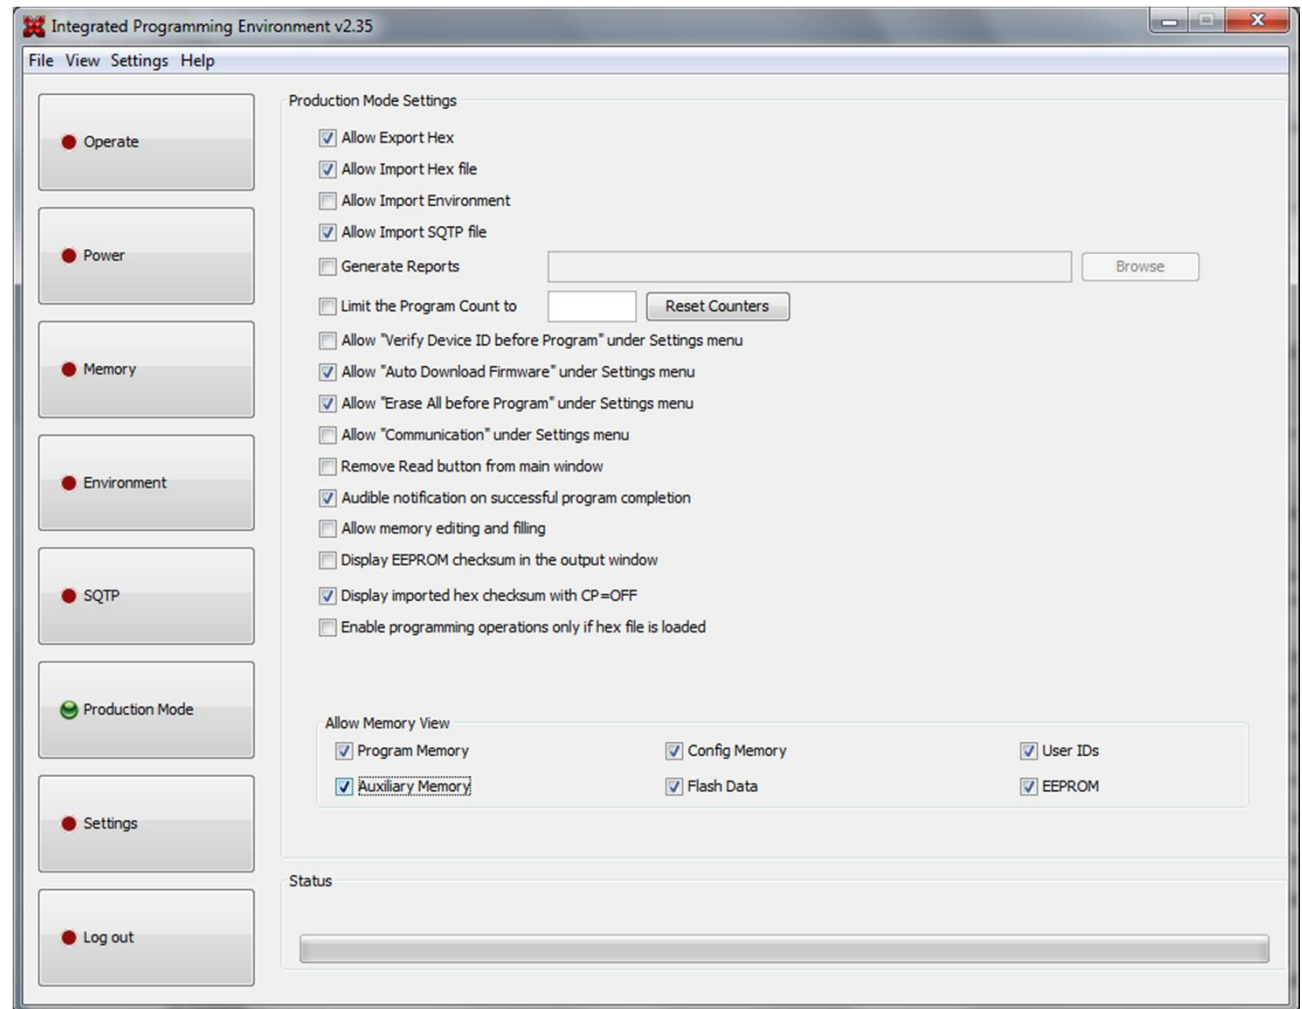 Integrated Programming Environment v2.35
File View Settings Help
Operate
Power
Memory
Environment
SQTP
Production Mode
Settings
Log out
Production Mode Settings
Allow Export Hex
Allow Import Hex file
Allow Import Environment
Allow Import SQTP file
Generate Reports Browse
Limit the Program Count to Reset Counters
Allow "Verify Device ID before Program" under Settings menu
Allow "Auto Download Firmware" under Settings menu
Allow "Erase All before Program" under Settings menu
Allow "Communication" under Settings menu
Remove Read button from main window
Audible notification on successful program completion
Allow memory editing and filling
Display EEPROM checksum in the output window
Display imported hex checksum with CP=OFF
Enable programming operations only if hex file is loaded
Allow Memory View
Program Memory Config Memory User IDs
Auxiliary Memory Flash Data EEPROM
Status